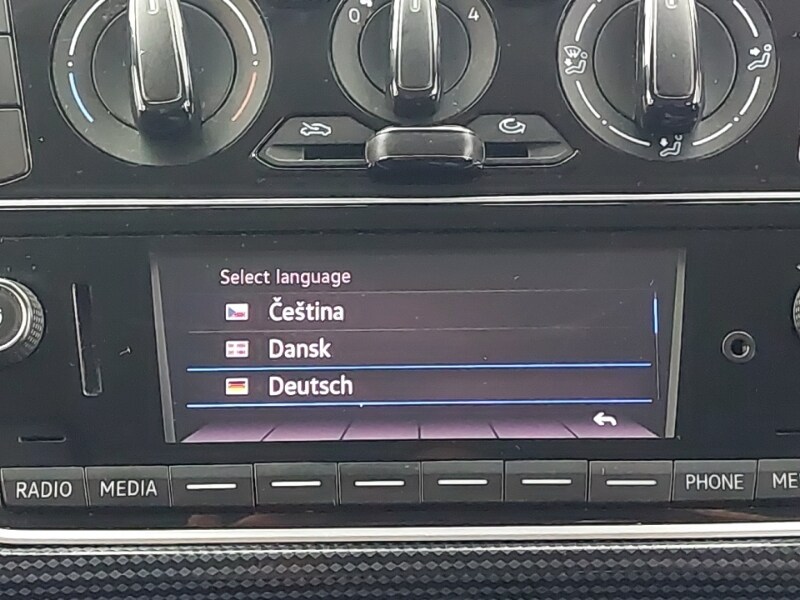 0 4
Select language
Čeština
Dansk
Deutsch
RADIO MEDIA PHONE